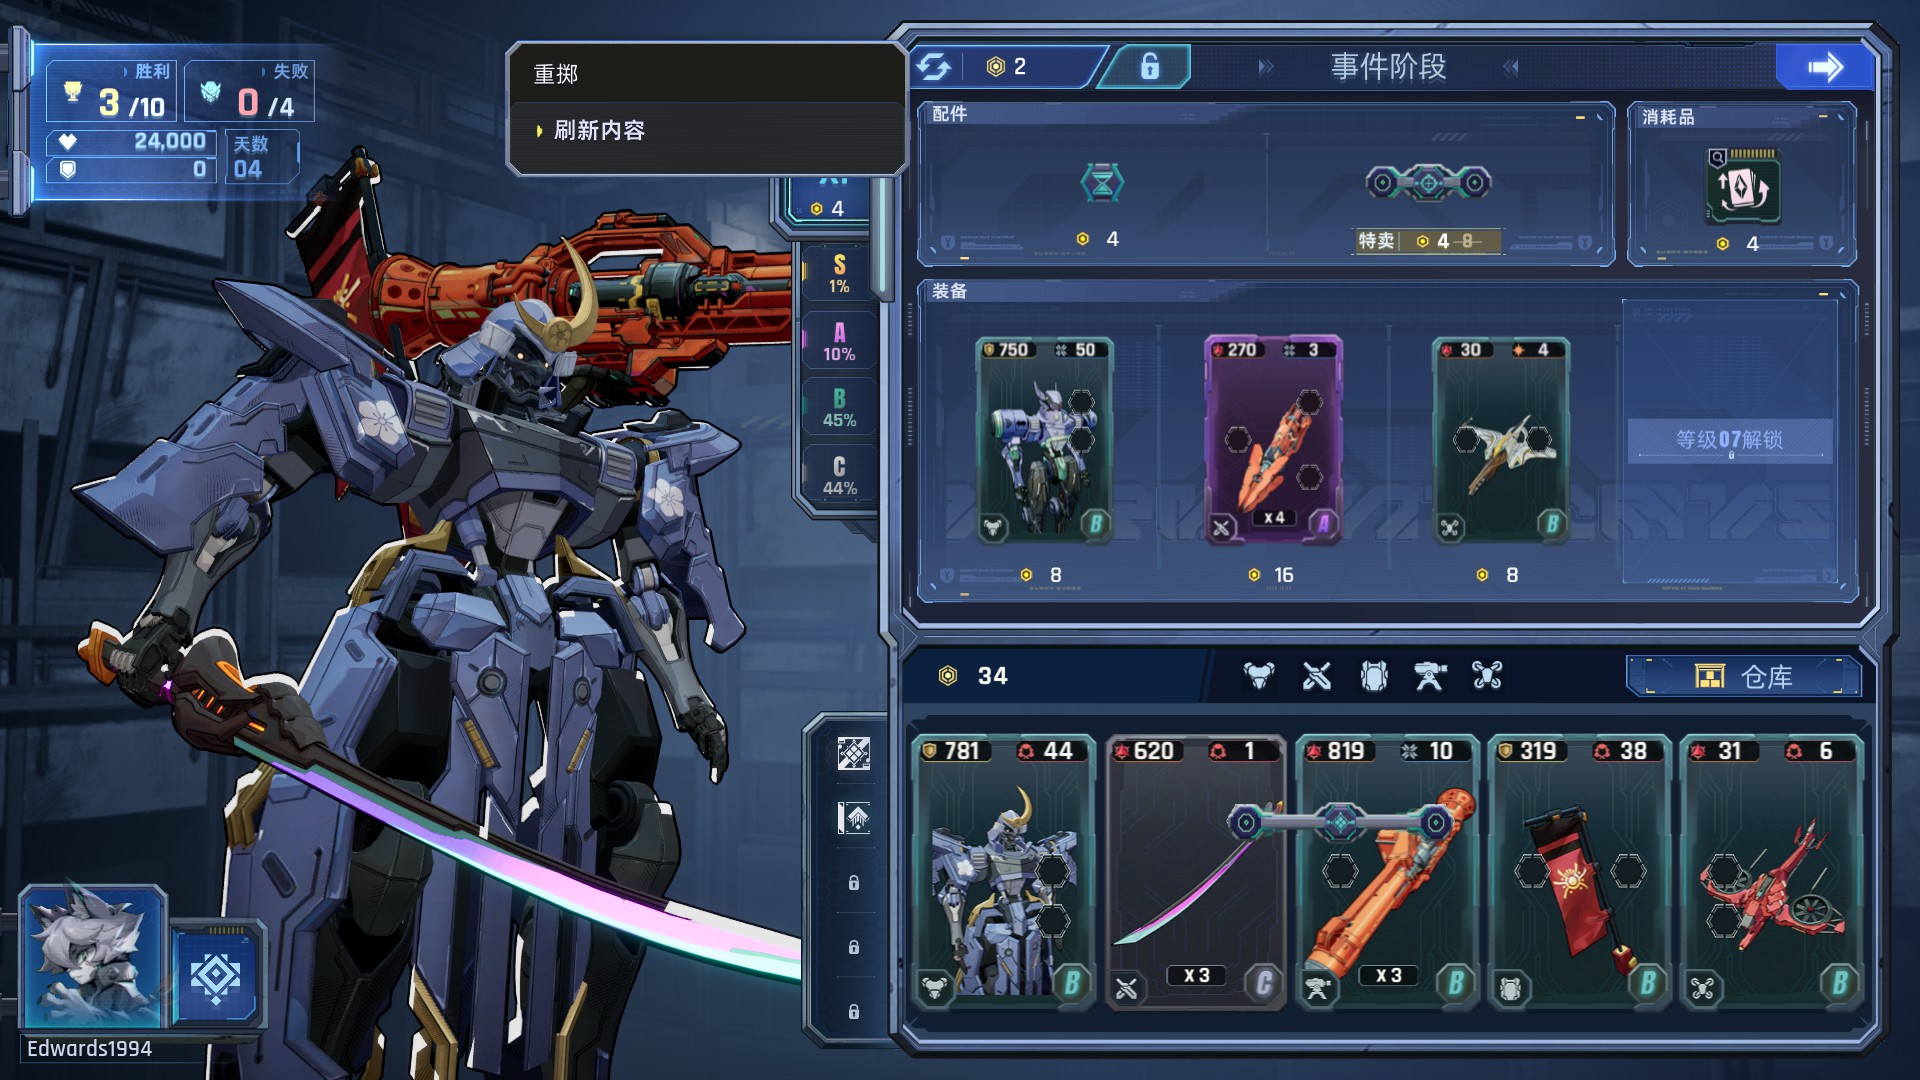 胜利
3 /10
失败
0 /4
24,000
0
天数
04
重掷
刷新内容
4
S
1%
A
10%
B
45%
C
44%
2
事件阶段
配件
4
特卖 4 8
消耗品
4
装备
750 50
B
8
270 3
x4 A
16
30 4
B
8
等级07解锁
34
仓库
781 44
B
620 1
x3 C
819 10
x3 B
319 38
B
31 6
B
Edwards1994